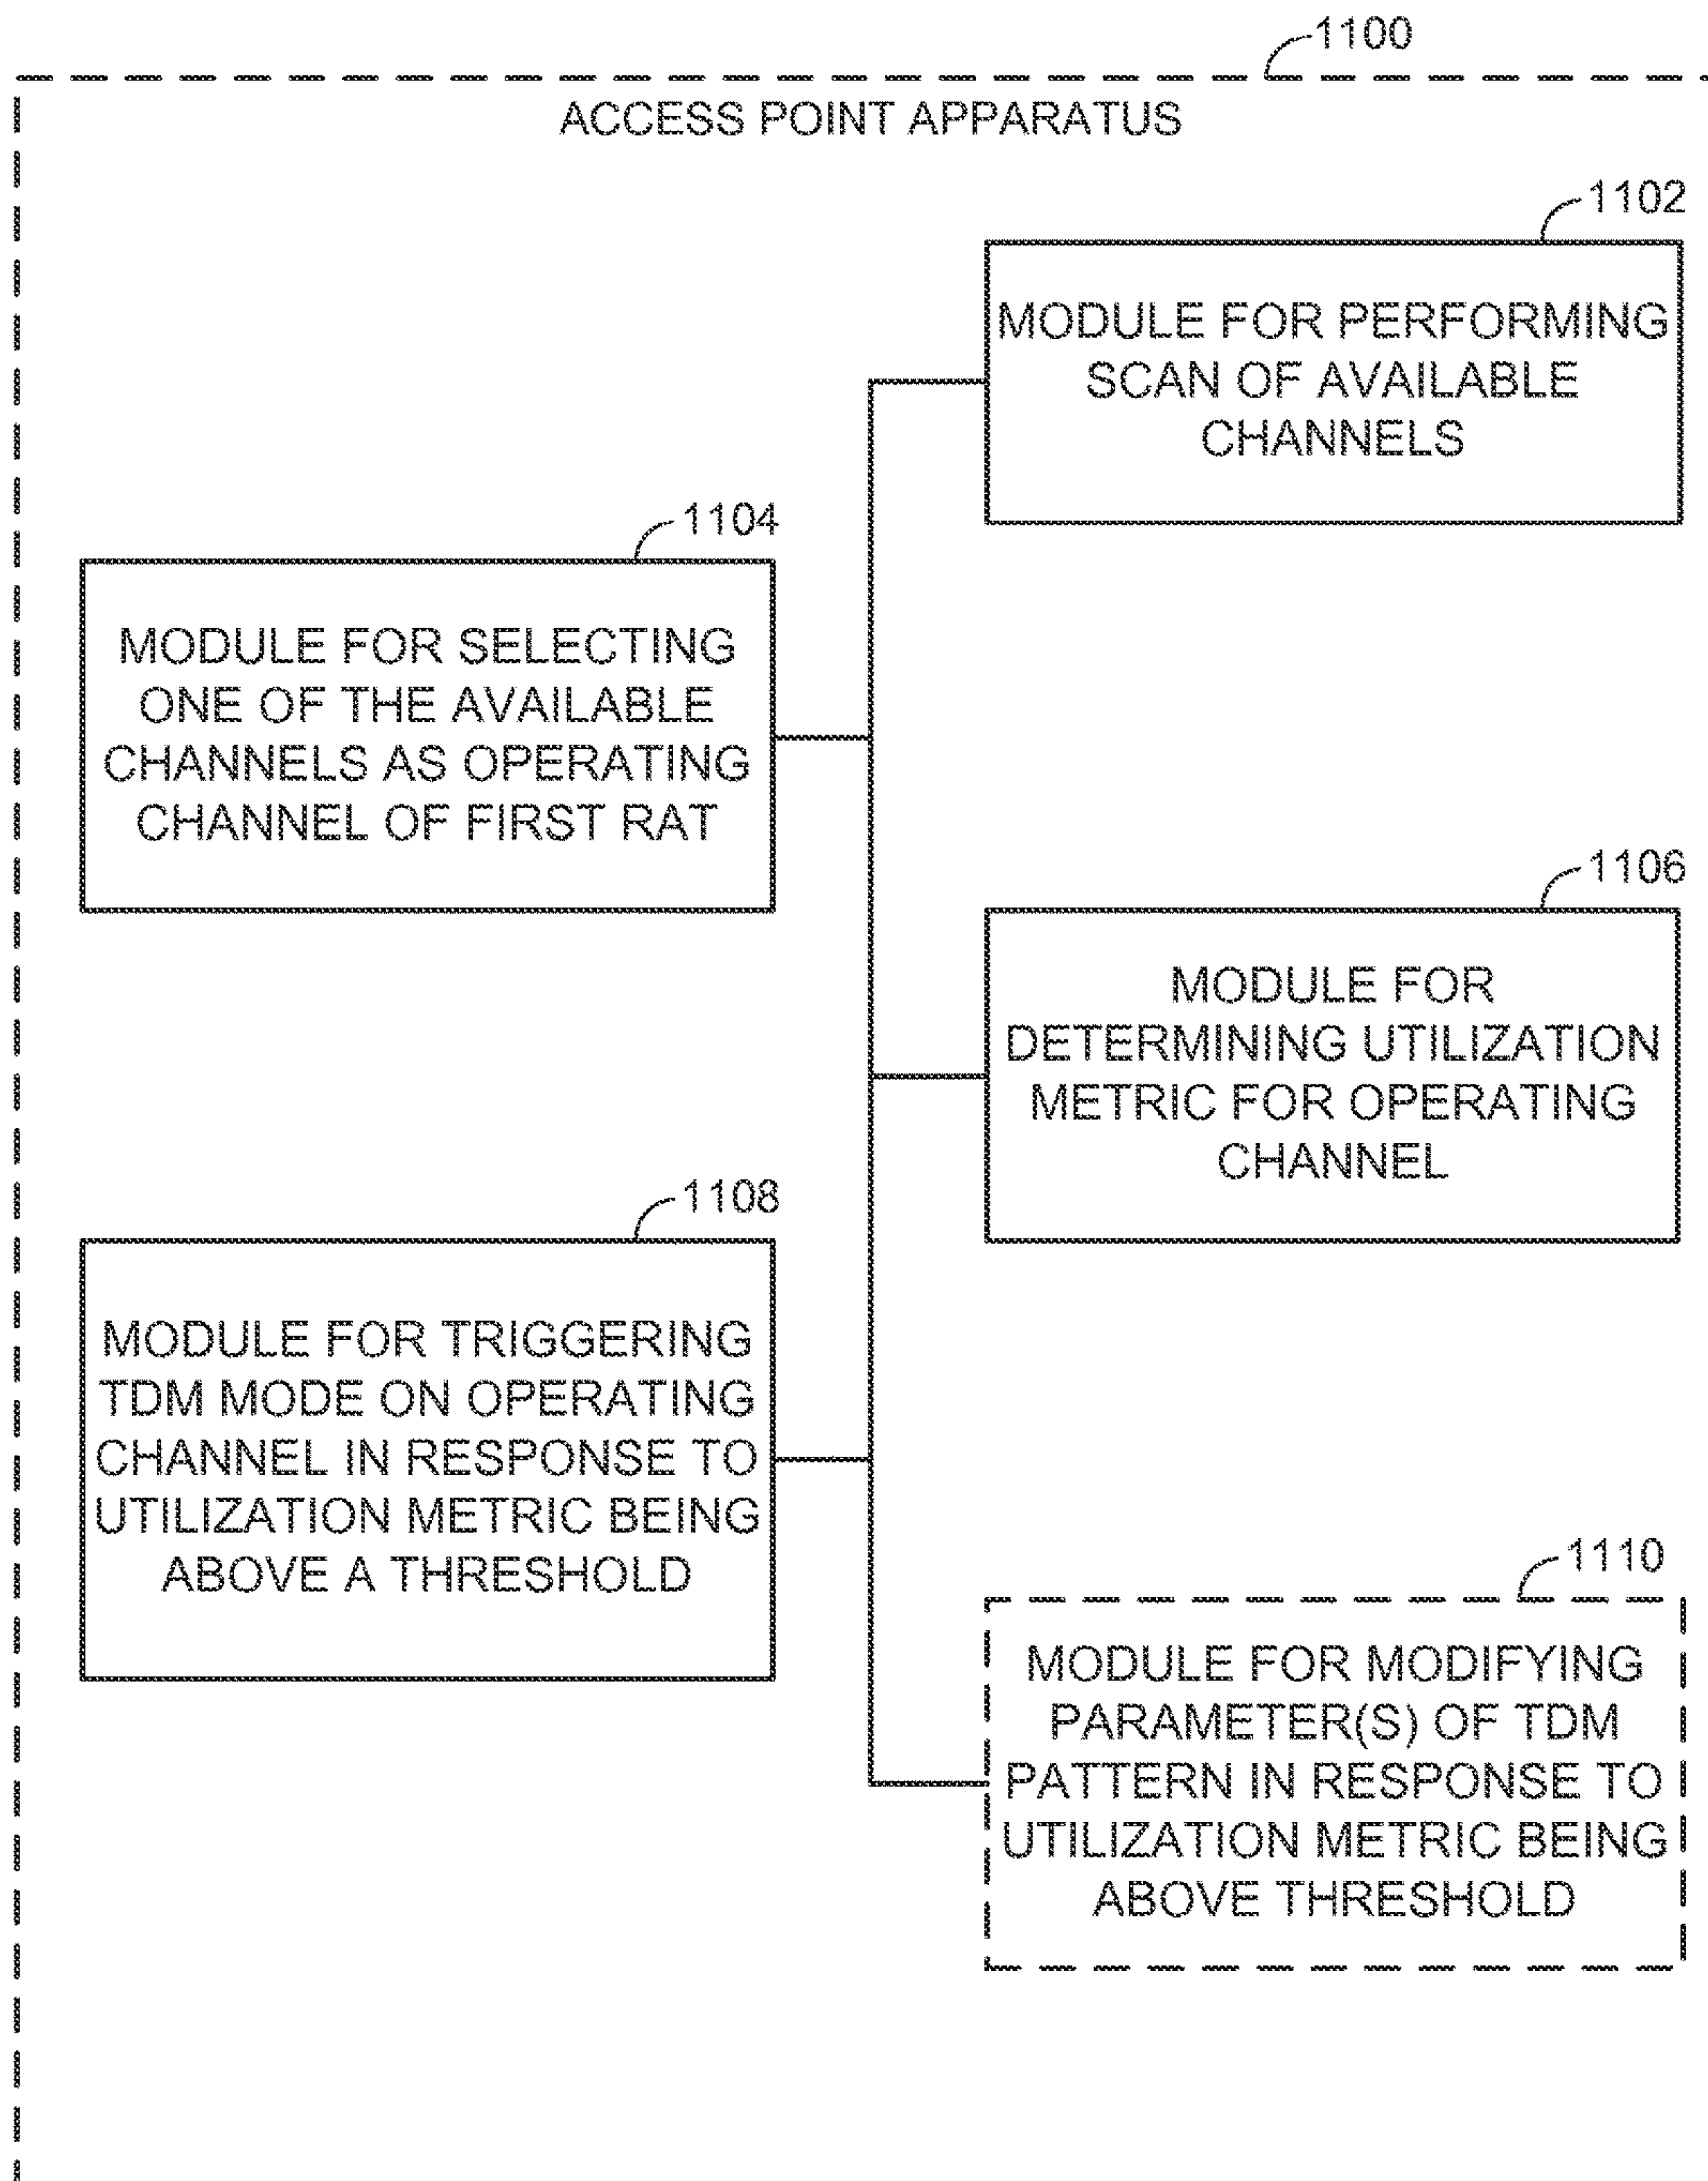 1100
ACCESS POINT APPARATUS
1102
MODULE FOR PERFORMING
SCAN OF AVAILABLE
CHANNELS
1104
MODULE FOR SELECTING
ONE OF THE AVAILABLE
CHANNELS AS OPERATING
CHANNEL OF FIRST RAT
1106
MODULE FOR
DETERMINING UTILIZATION
METRIC FOR OPERATING
CHANNEL
1108
MODULE FOR TRIGGERING
TDM MODE ON OPERATING
CHANNEL IN RESPONSE TO
UTILIZATION METRIC BEING
ABOVE A THRESHOLD
1110
MODULE FOR MODIFYING
PARAMETER(S) OF TDM
PATTERN IN RESPONSE TO
UTILIZATION METRIC BEING
ABOVE THRESHOLD